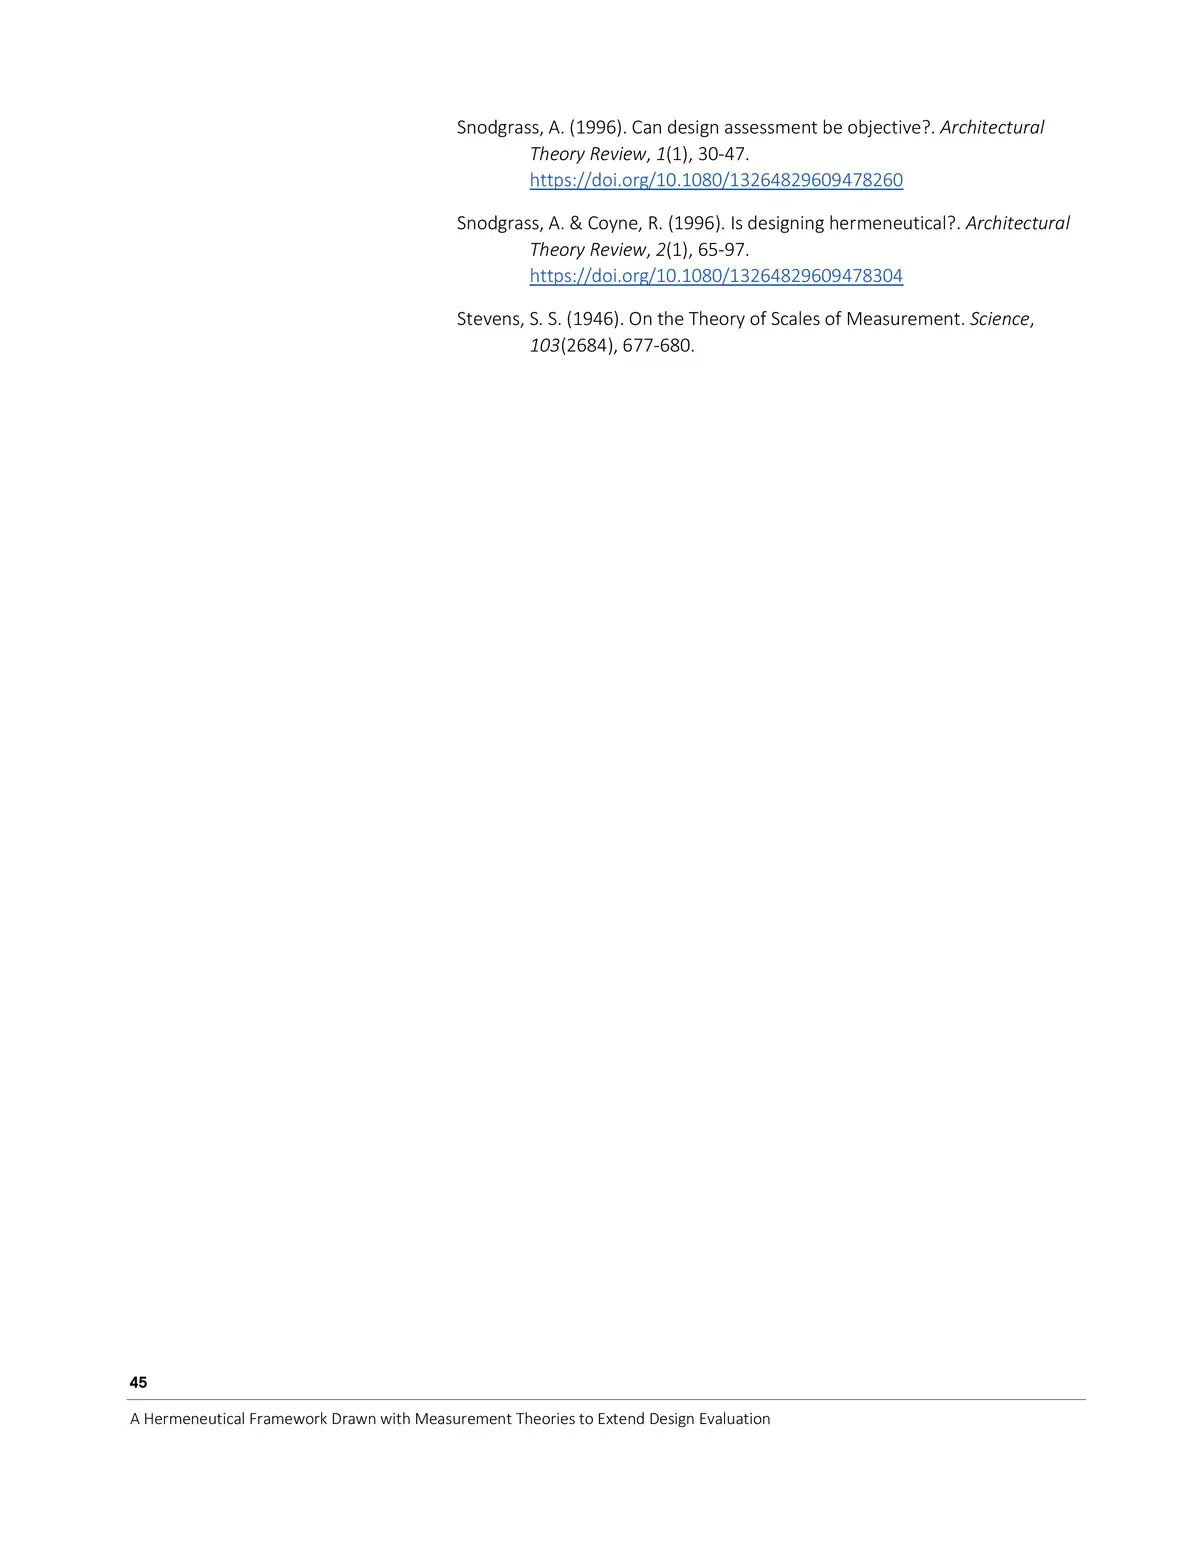 Snodgrass, A. (1996). Can design assessment be objective?. Architectural
Theory Review, 1(1), 30-47.
https://doi.org/10.1080/13264829609478260
Snodgrass, A. & Coyne, R. (1996). Is designing hermeneutical?. Architectural
Theory Review, 2(1), 65-97.
https://doi.org/10.1080/13264829609478304
Stevens, S. S. (1946). On the Theory of Scales of Measurement. Science,
103(2684), 677-680.
45
A Hermeneutical Framework Drawn with Measurement Theories to Extend Design Evaluation